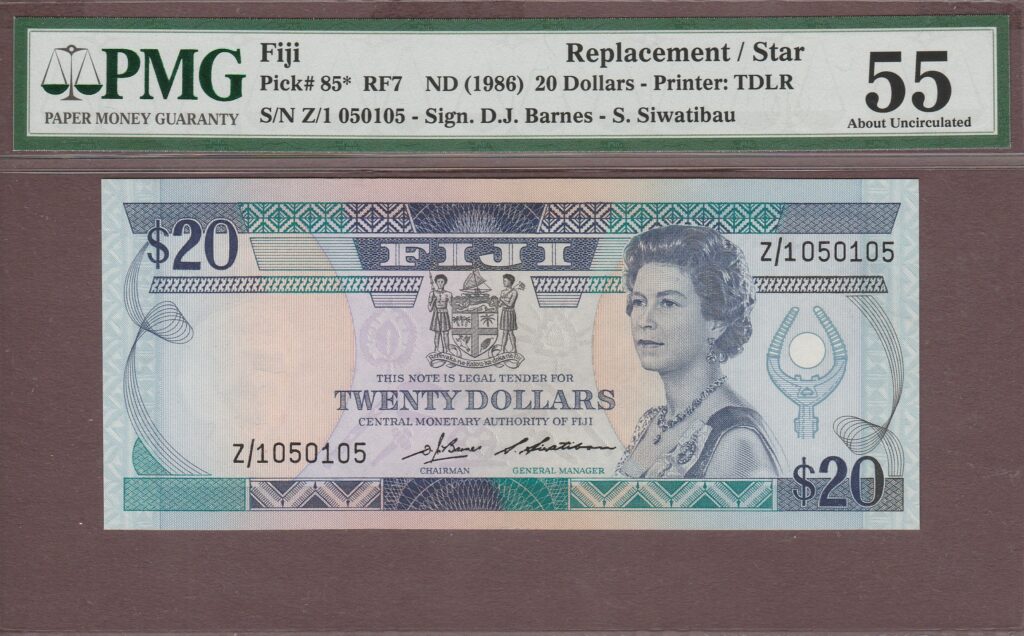 PMG
PAPER MONEY GUARANTY
Fiji Replacement / Star
Pick# 85* RF7 ND (1986) 20 Dollars - Printer: TDLR
S/N Z/1 050105 - Sign. D.J. Barnes - S. Siwatibau
55
About Uncirculated
$20
FIJI
Z/1050105
THIS NOTE IS LEGAL TENDER FOR
TWENTY DOLLARS
CENTRAL MONETARY AUTHORITY OF FIJI
Z/1050105
CHAIRMAN GENERAL MANAGER
$20